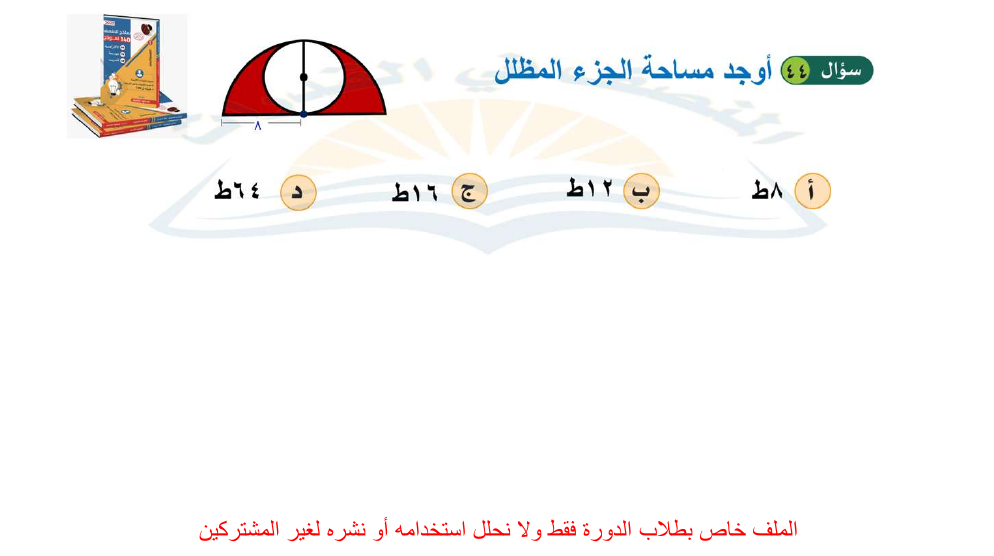 سؤال ٤٤ أوجد مساحة الجزء المظلل
٨
أ ٨ط ب ١٢ط ج ١٦ط د ٦٤ط
الملف خاص بطلاب الدورة فقط ولا نحلل استخدامه أو نشره لغير المشتركين